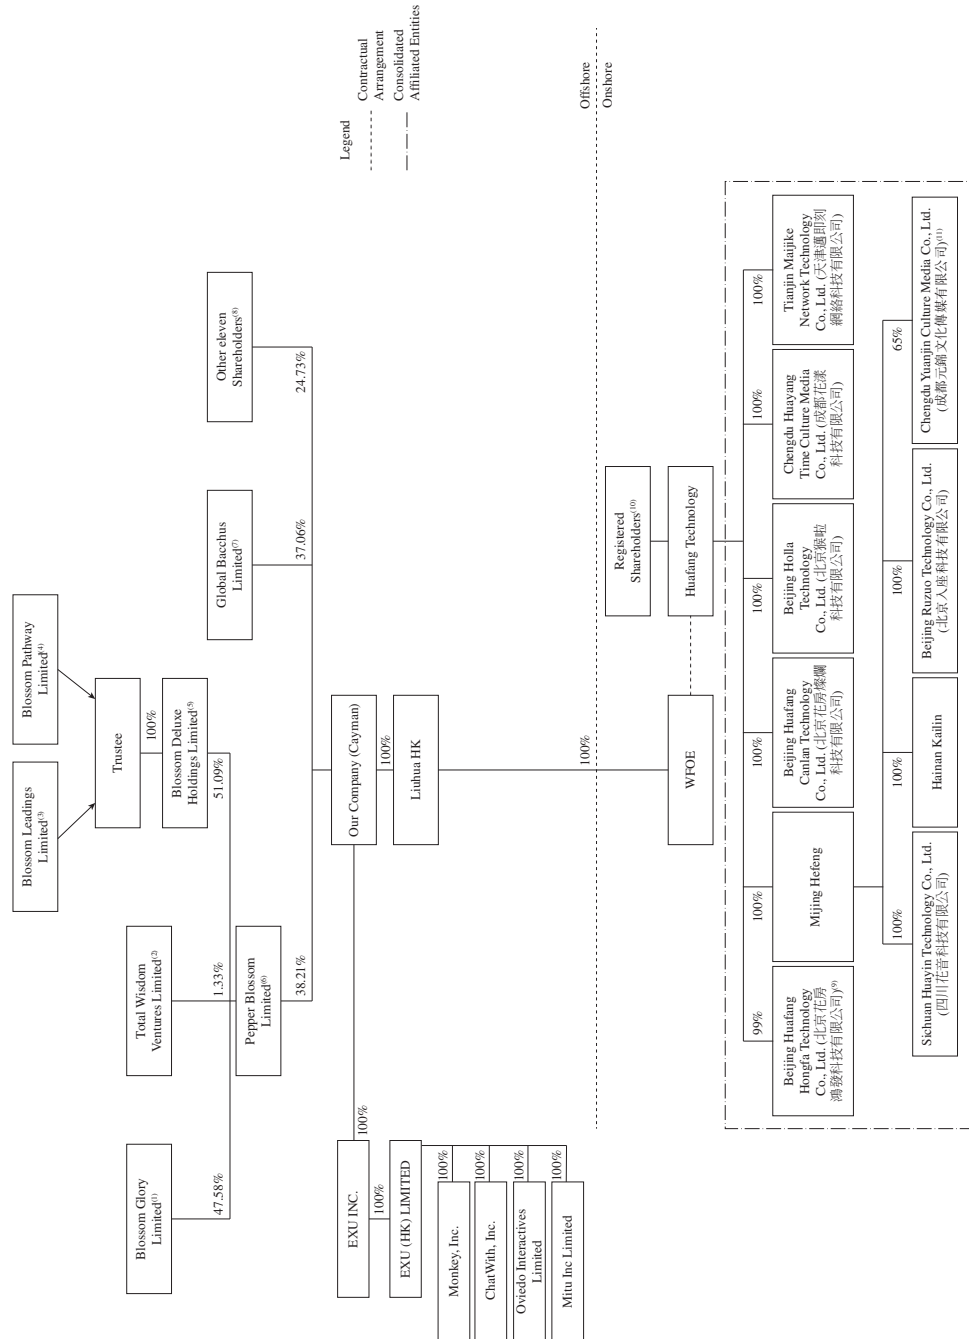 Blossom Leadings
Limited(3)
Blossom Pathway
Limited(4)
Trustee
100%
Blossom Glory
Limited(1)
Total Wisdom
Ventures Limited(2)
Blossom Deluxe
Holdings Limited(5)
47.58%
1.33%
51.09%
Pepper Blossom
Limited(6)
Global Bacchus
Limited(7)
Other eleven
Shareholders(8)
38.21%
37.06%
24.73%
Our Company (Cayman)
100%
Liuhua HK
100%
EXU INC.
100%
EXU (HK) LIMITED
100%
Monkey, Inc.
100%
ChatWith, Inc.
100%
Oviedo Interactives
Limited
100%
Mitu Inc Limited
Legend
Contractual
Arrangement
Consolidated
Affiliated Entities
100%
Offshore
Onshore
WFOE
Registered
Shareholders(10)
Huafang Technology
99%
100%
100%
100%
100%
100%
Beijing Huafang
Hongfa Technology
Co., Ltd. (北京花房
鴻發科技有限公司)(9)
Mijing Hefeng
Beijing Huafang
Canlan Technology
Co., Ltd. (北京花房燦爛
科技有限公司)
Beijing Holla
Technology
Co., Ltd. (北京猴啦
科技有限公司)
Chengdu Huayang
Time Culture Media
Co., Ltd. (成都花漾
科技有限公司)
Tianjin Maijike
Network Technology
Co., Ltd. (天津邁即刻
網絡科技有限公司)
100%
100%
100%
65%
Sichuan Huayin Technology Co., Ltd.
(四川花音科技有限公司)
Hainan Kailin
Beijing Ruzuo Technology Co., Ltd.
(北京入座科技有限公司)
Chengdu Yuanjin Culture Media Co., Ltd.
(成都元錦文化傳媒有限公司)(11)